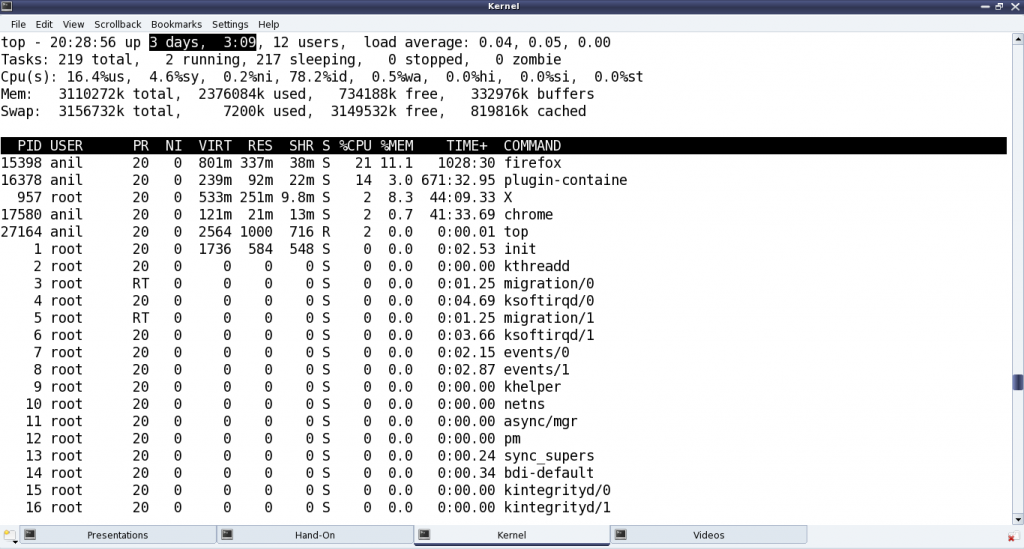 Kernel
File Edit View Scrollback Bookmarks Settings Help
top - 20:28:56 up 3 days,  3:09, 12 users,  load average: 0.04, 0.05, 0.00
Tasks: 219 total,   2 running, 217 sleeping,   0 stopped,   0 zombie
Cpu(s): 16.4%us,  4.6%sy,  0.2%ni, 78.2%id,  0.5%wa,  0.0%hi,  0.0%si,  0.0%st
Mem:   3110272k total,  2376084k used,   734188k free,   332976k buffers
Swap:  3156732k total,     7200k used,  3149532k free,   819816k cached
PID USER      PR  NI  VIRT  RES  SHR S %CPU %MEM    TIME+  COMMAND
15398 anil      20   0  801m 337m  38m S   21 11.1   1028:30 firefox
16378 anil      20   0  239m  92m  22m S   14  3.0 671:32.95 plugin-containe
957 root      20   0  533m 251m 9.8m S    2  8.3  44:09.33 X
17580 anil      20   0  121m  21m  13m S    2  0.7  41:33.69 chrome
27164 anil      20   0  2564 1000  716 R    2  0.0   0:00.01 top
1 root      20   0  1736  584  548 S    0  0.0   0:02.53 init
2 root      20   0     0    0    0 S    0  0.0   0:00.00 kthreadd
3 root      RT   0     0    0    0 S    0  0.0   0:01.25 migration/0
4 root      20   0     0    0    0 S    0  0.0   0:04.69 ksoftirqd/0
5 root      RT   0     0    0    0 S    0  0.0   0:01.25 migration/1
6 root      20   0     0    0    0 S    0  0.0   0:03.66 ksoftirqd/1
7 root      20   0     0    0    0 S    0  0.0   0:02.15 events/0
8 root      20   0     0    0    0 S    0  0.0   0:02.87 events/1
9 root      20   0     0    0    0 S    0  0.0   0:00.00 khelper
10 root      20   0     0    0    0 S    0  0.0   0:00.00 netns
11 root      20   0     0    0    0 S    0  0.0   0:00.00 async/mgr
12 root      20   0     0    0    0 S    0  0.0   0:00.00 pm
13 root      20   0     0    0    0 S    0  0.0   0:00.24 sync_supers
14 root      20   0     0    0    0 S    0  0.0   0:00.34 bdi-default
15 root      20   0     0    0    0 S    0  0.0   0:00.00 kintegrityd/0
16 root      20   0     0    0    0 S    0  0.0   0:00.00 kintegrityd/1
Presentations Hand-On Kernel Videos